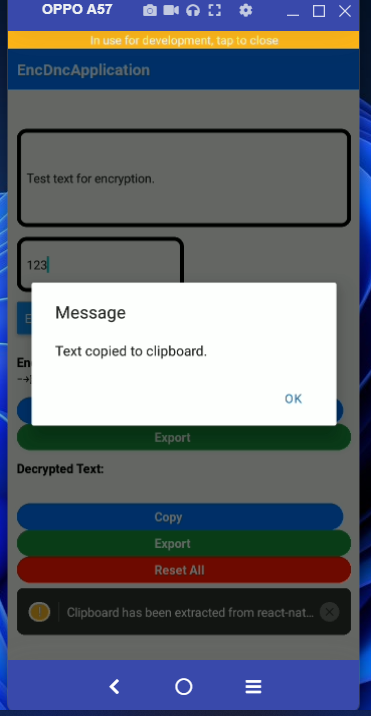 OPPO A57
In use for development, tap to close
EncDncApplication
Test text for encryption.
123
Message
Text copied to clipboard.
OK
Export
Decrypted Text:
Copy
Export
Reset All
Clipboard has been extracted from react-nat...